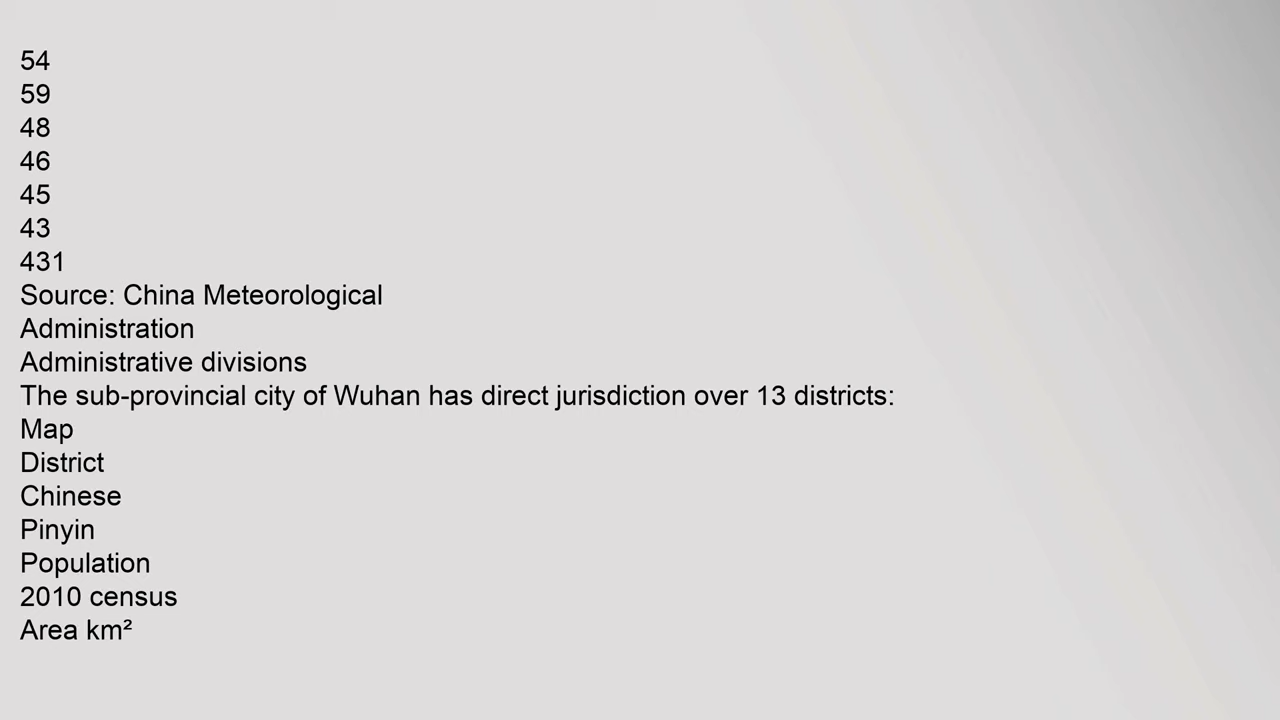 54
59
48
46
45
43
431
Source: China Meteorological
Administration
Administrative divisions
The sub-provincial city of Wuhan has direct jurisdiction over 13 districts:
Map
District
Chinese
Pinyin
Population
2010 census
Area km²